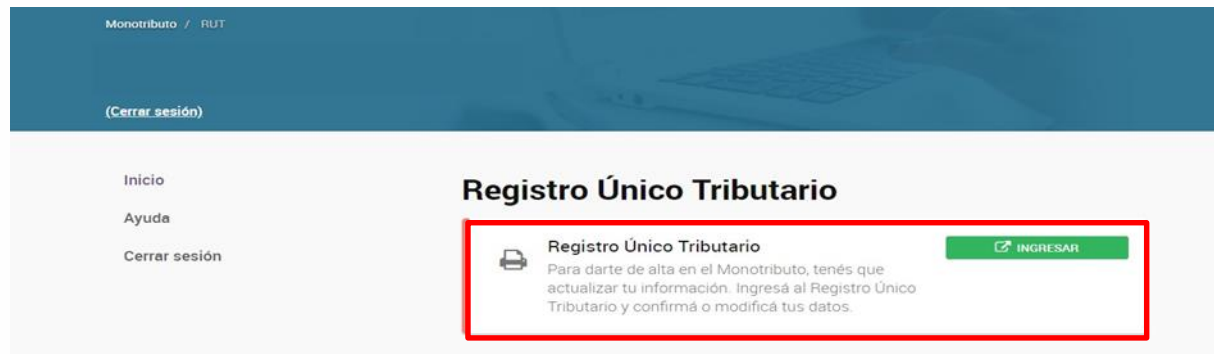 Monotributo / RUT
(Cerrar sesión)
Inicio
Ayuda
Cerrar sesión
Registro Único Tributario
Registro Único Tributario
INGRESAR
Para darte de alta en el Monotributo, tenés que
actualizar tu información. Ingresá al Registro Único
Tributario y confirmá o modificá tus datos.